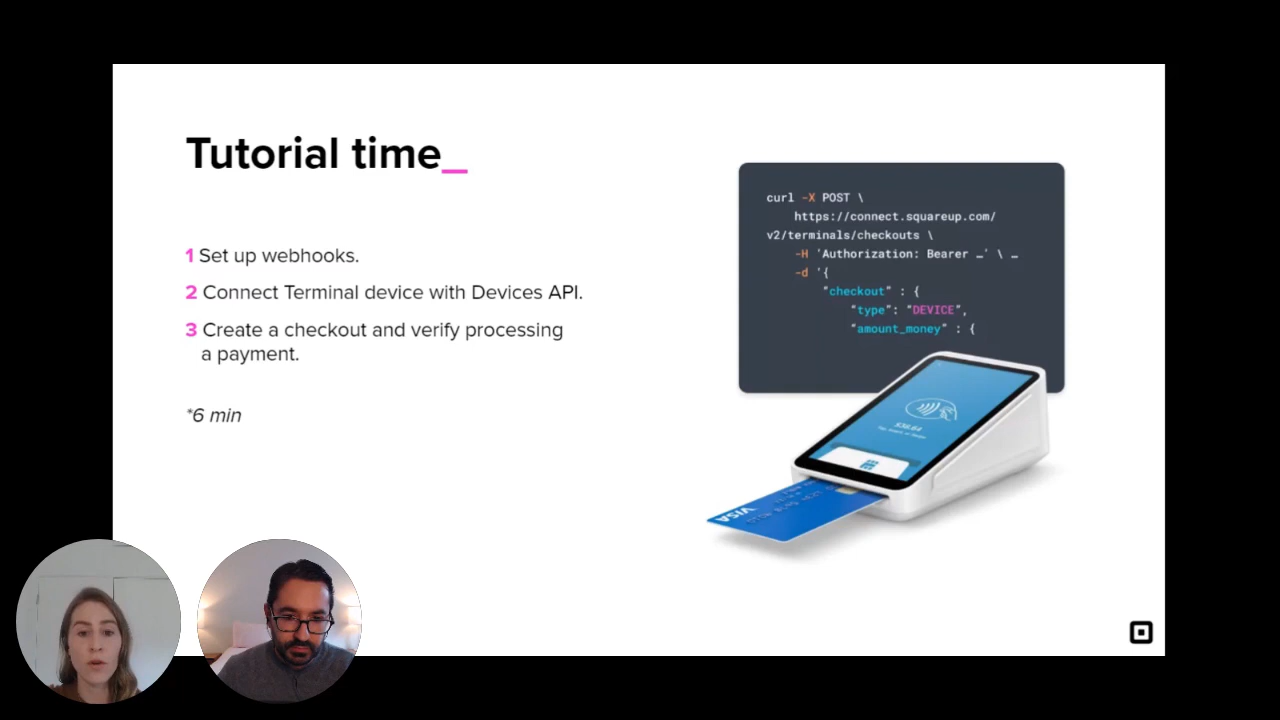 Tutorial time_
1 Set up webhooks.
2 Connect Terminal device with Devices API.
3 Create a checkout and verify processing
a payment.
*6 min
curl -X POST \
https://connect.squareup.com/
v2/terminals/checkouts \
-H 'Authorization: Bearer …' \ …
-d '{
"checkout" : {
"type": "DEVICE",
"amount_money" : {
VISA